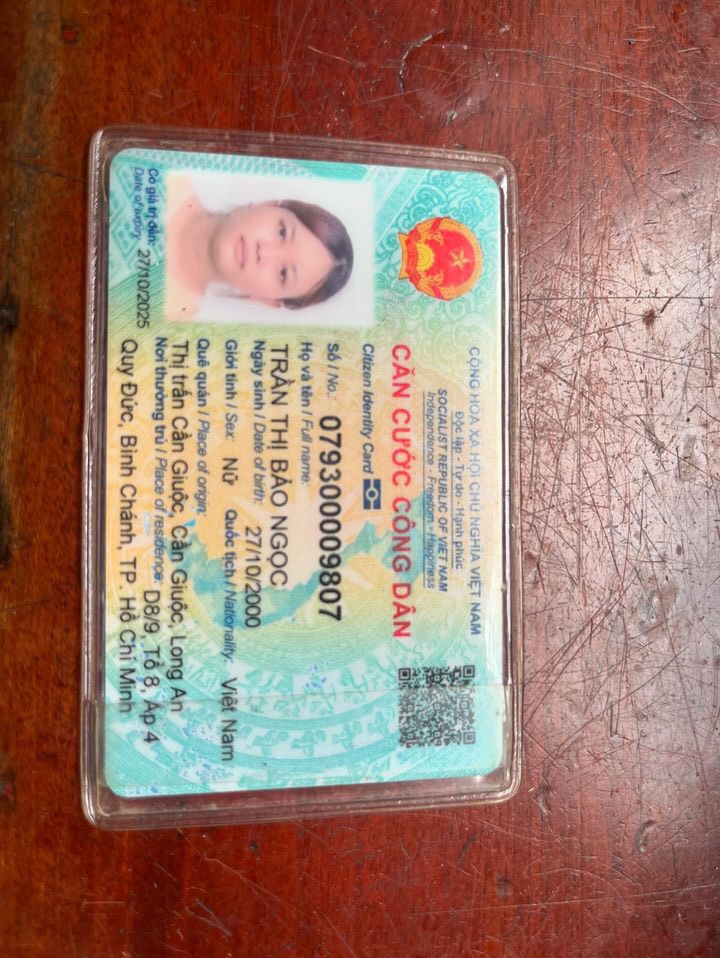 CỘNG HÒA XÃ HỘI CHỦ NGHĨA VIỆT NAM
Độc lập - Tự do - Hạnh phúc
SOCIALIST REPUBLIC OF VIET NAM
Independence - Freedom - Happiness
CĂN CƯỚC CÔNG DÂN
Citizen Identity Card
Số / No.: 079300009807
Họ và tên / Full name:
TRẦN THỊ BẢO NGỌC
Ngày sinh / Date of birth: 27/10/2000
Giới tính / Sex: Nữ Quốc tịch / Nationality: Việt Nam
Quê quán / Place of origin:
Thị trấn Cần Giuộc, Cần Giuộc, Long An
Nơi thường trú / Place of residence: D8/9, Tổ 8, Ấp 4
Quy Đức, Bình Chánh, TP. Hồ Chí Minh
Có giá trị đến: 27/10/2025
Date of expiry